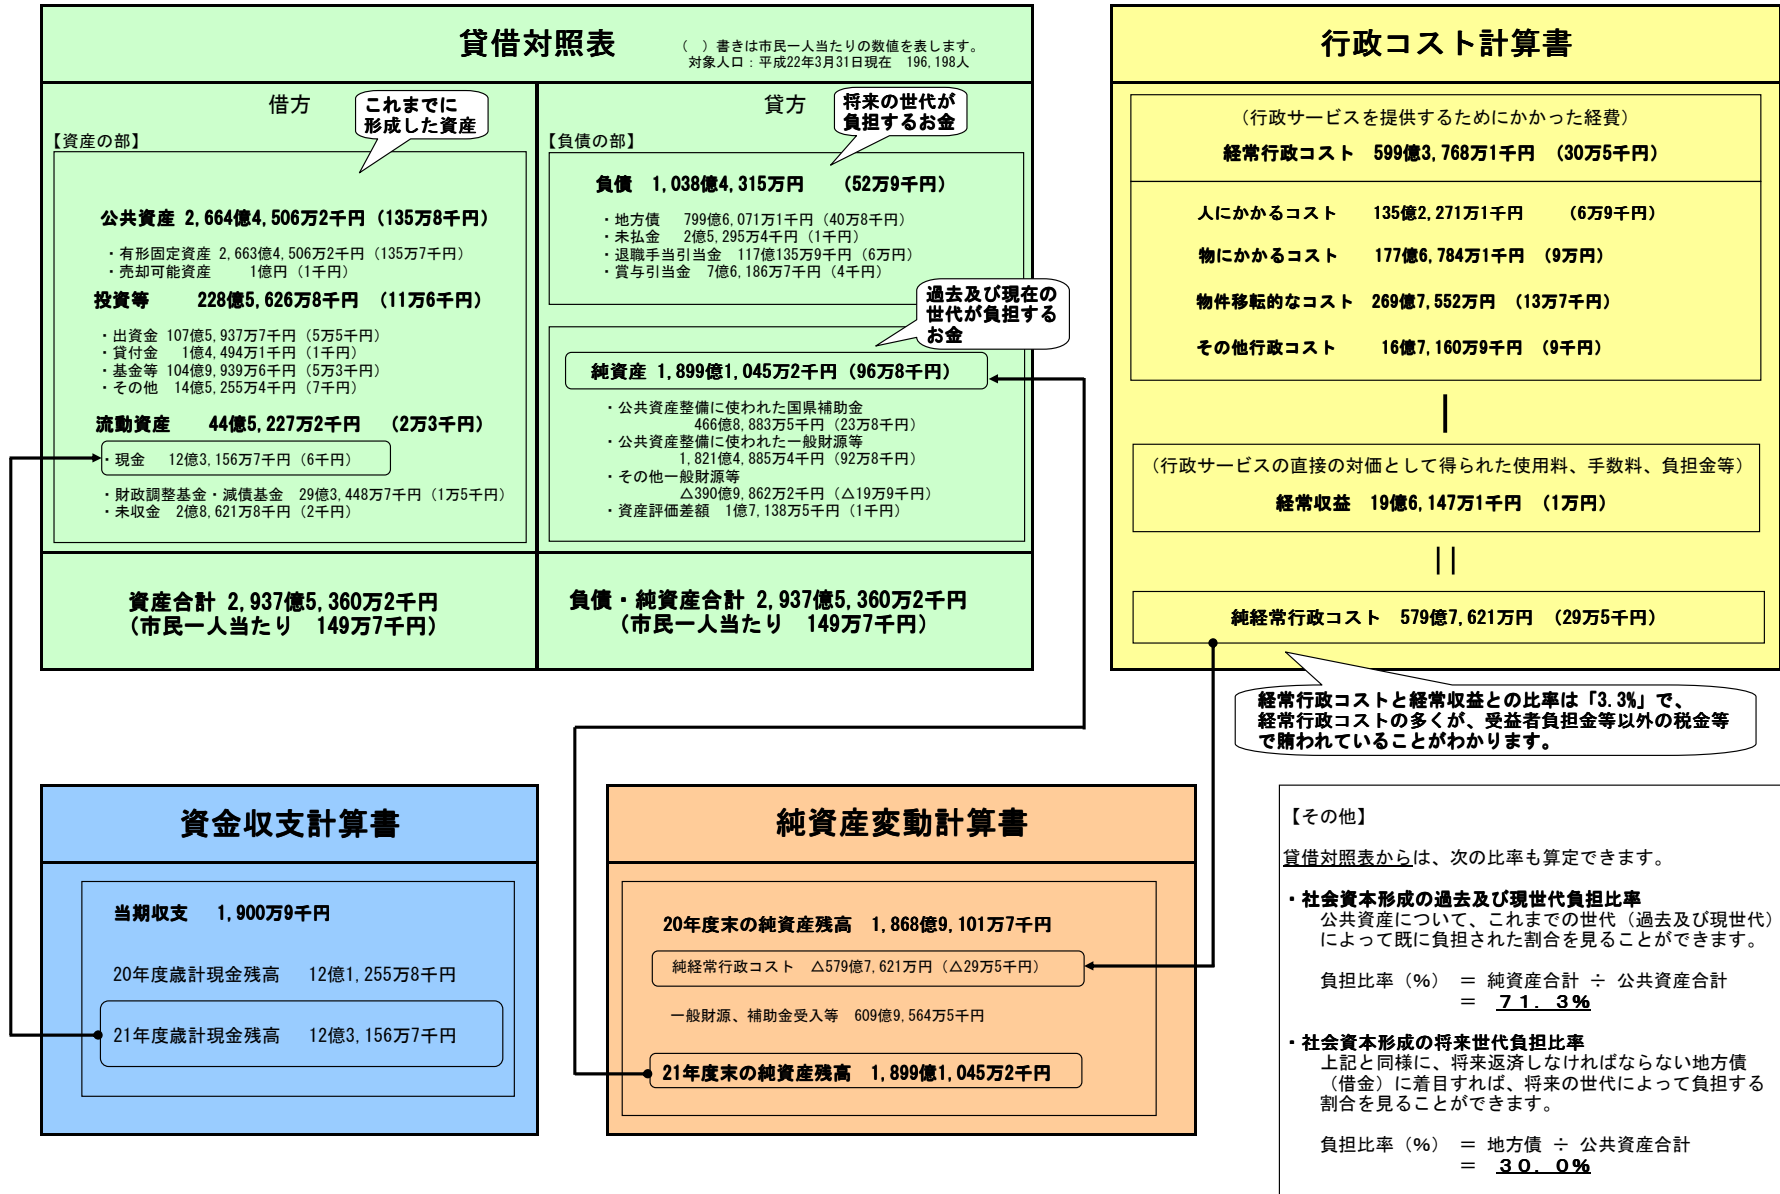 貸借対照表
（　）書きは市民一人当たりの数値を表します。
対象人口：平成22年3月31日現在　196,198人
借方
これまでに
形成した資産
【資産の部】
公共資産 2,664億4,506万2千円（135万8千円）
・有形固定資産 2,663億4,506万2千円（135万7千円）
・売却可能資産　　1億円（1千円）
投資等　　228億5,626万8千円　（11万6千円）
・出資金 107億5,937万7千円（5万5千円）
・貸付金　1億4,494万1千円（1千円）
・基金等 104億9,939万6千円（5万3千円）
・その他　14億5,255万4千円（7千円）
流動資産　　44億5,227万2千円　　（2万3千円）
・現金　12億3,156万7千円（6千円）
・財政調整基金・減債基金　29億3,448万7千円（1万5千円）
・未収金　2億8,621万8千円（2千円）
資産合計 2,937億5,360万2千円
（市民一人当たり　149万7千円）
貸方
将来の世代が
負担するお金
【負債の部】
負債　1,038億4,315万円　　（52万9千円）
・地方債　　799億6,071万1千円（40万8千円）
・未払金　2億5,295万4千円（1千円）
・退職手当引当金　117億135万9千円（6万円）
・賞与引当金　7億6,186万7千円（4千円）
過去及び現在の
世代が負担する
お金
純資産 1,899億1,045万2千円（96万8千円）
・公共資産整備に使われた国県補助金
466億8,883万5千円（23万8千円）
・公共資産整備に使われた一般財源等
1,821億4,885万4千円（92万8千円）
・その他一般財源等
△390億9,862万2千円（△19万9千円）
・資産評価差額　1億7,138万5千円（1千円）
負債・純資産合計 2,937億5,360万2千円
（市民一人当たり　149万7千円）
行政コスト計算書
（行政サービスを提供するためにかかった経費）
経常行政コスト　599億3,768万1千円　（30万5千円）
人にかかるコスト　　135億2,271万1千円　　（6万9千円）
物にかかるコスト　　177億6,784万1千円　（9万円）
物件移転的なコスト　269億7,552万円　（13万7千円）
その他行政コスト　　16億7,160万9千円　（9千円）
｜
（行政サービスの直接の対価として得られた使用料、手数料、負担金等）
経常収益　19億6,147万1千円　（1万円）
||
純経常行政コスト　579億7,621万円　（29万5千円）
経常行政コストと経常収益との比率は「3.3%」で、
経常行政コストの多くが、受益者負担金等以外の税金等
で賄われていることがわかります。
資金収支計算書
当期収支　　1,900万9千円
20年度歳計現金残高　　12億1,255万8千円
21年度歳計現金残高　　12億3,156万7千円
純資産変動計算書
20年度末の純資産残高　1,868億9,101万7千円
純経常行政コスト　△579億7,621万円（△29万5千円）
一般財源、補助金受入等　609億9,564万5千円
21年度末の純資産残高　1,899億1,045万2千円
【その他】
貸借対照表からは、次の比率も算定できます。
・社会資本形成の過去及び現世代負担比率
公共資産について、これまでの世代（過去及び現世代）
によって既に負担された割合を見ることができます。
負担比率（%）　＝　純資産合計　÷　公共資産合計
＝　７１．３%
・社会資本形成の将来世代負担比率
上記と同様に、将来返済しなければならない地方債
（借金）に着目すれば、将来の世代によって負担する
割合を見ることができます。
負担比率（%）　＝　地方債　÷　公共資産合計
＝　３０．０%